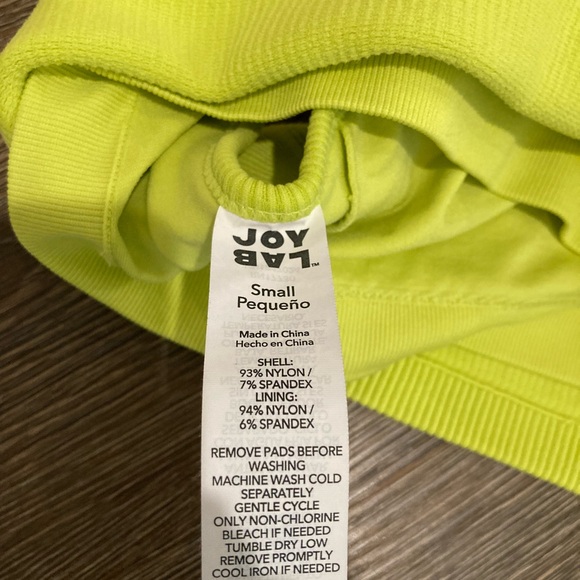 JOY
LAB™
Small
Pequeño
Made in China
Hecho en China
SHELL:
93% NYLON /
7% SPANDEX
LINING:
94% NYLON /
6% SPANDEX
REMOVE PADS BEFORE
WASHING
MACHINE WASH COLD
SEPARATELY
GENTLE CYCLE
ONLY NON-CHLORINE
BLEACH IF NEEDED
TUMBLE DRY LOW
REMOVE PROMPTLY
COOL IRON IF NEEDED